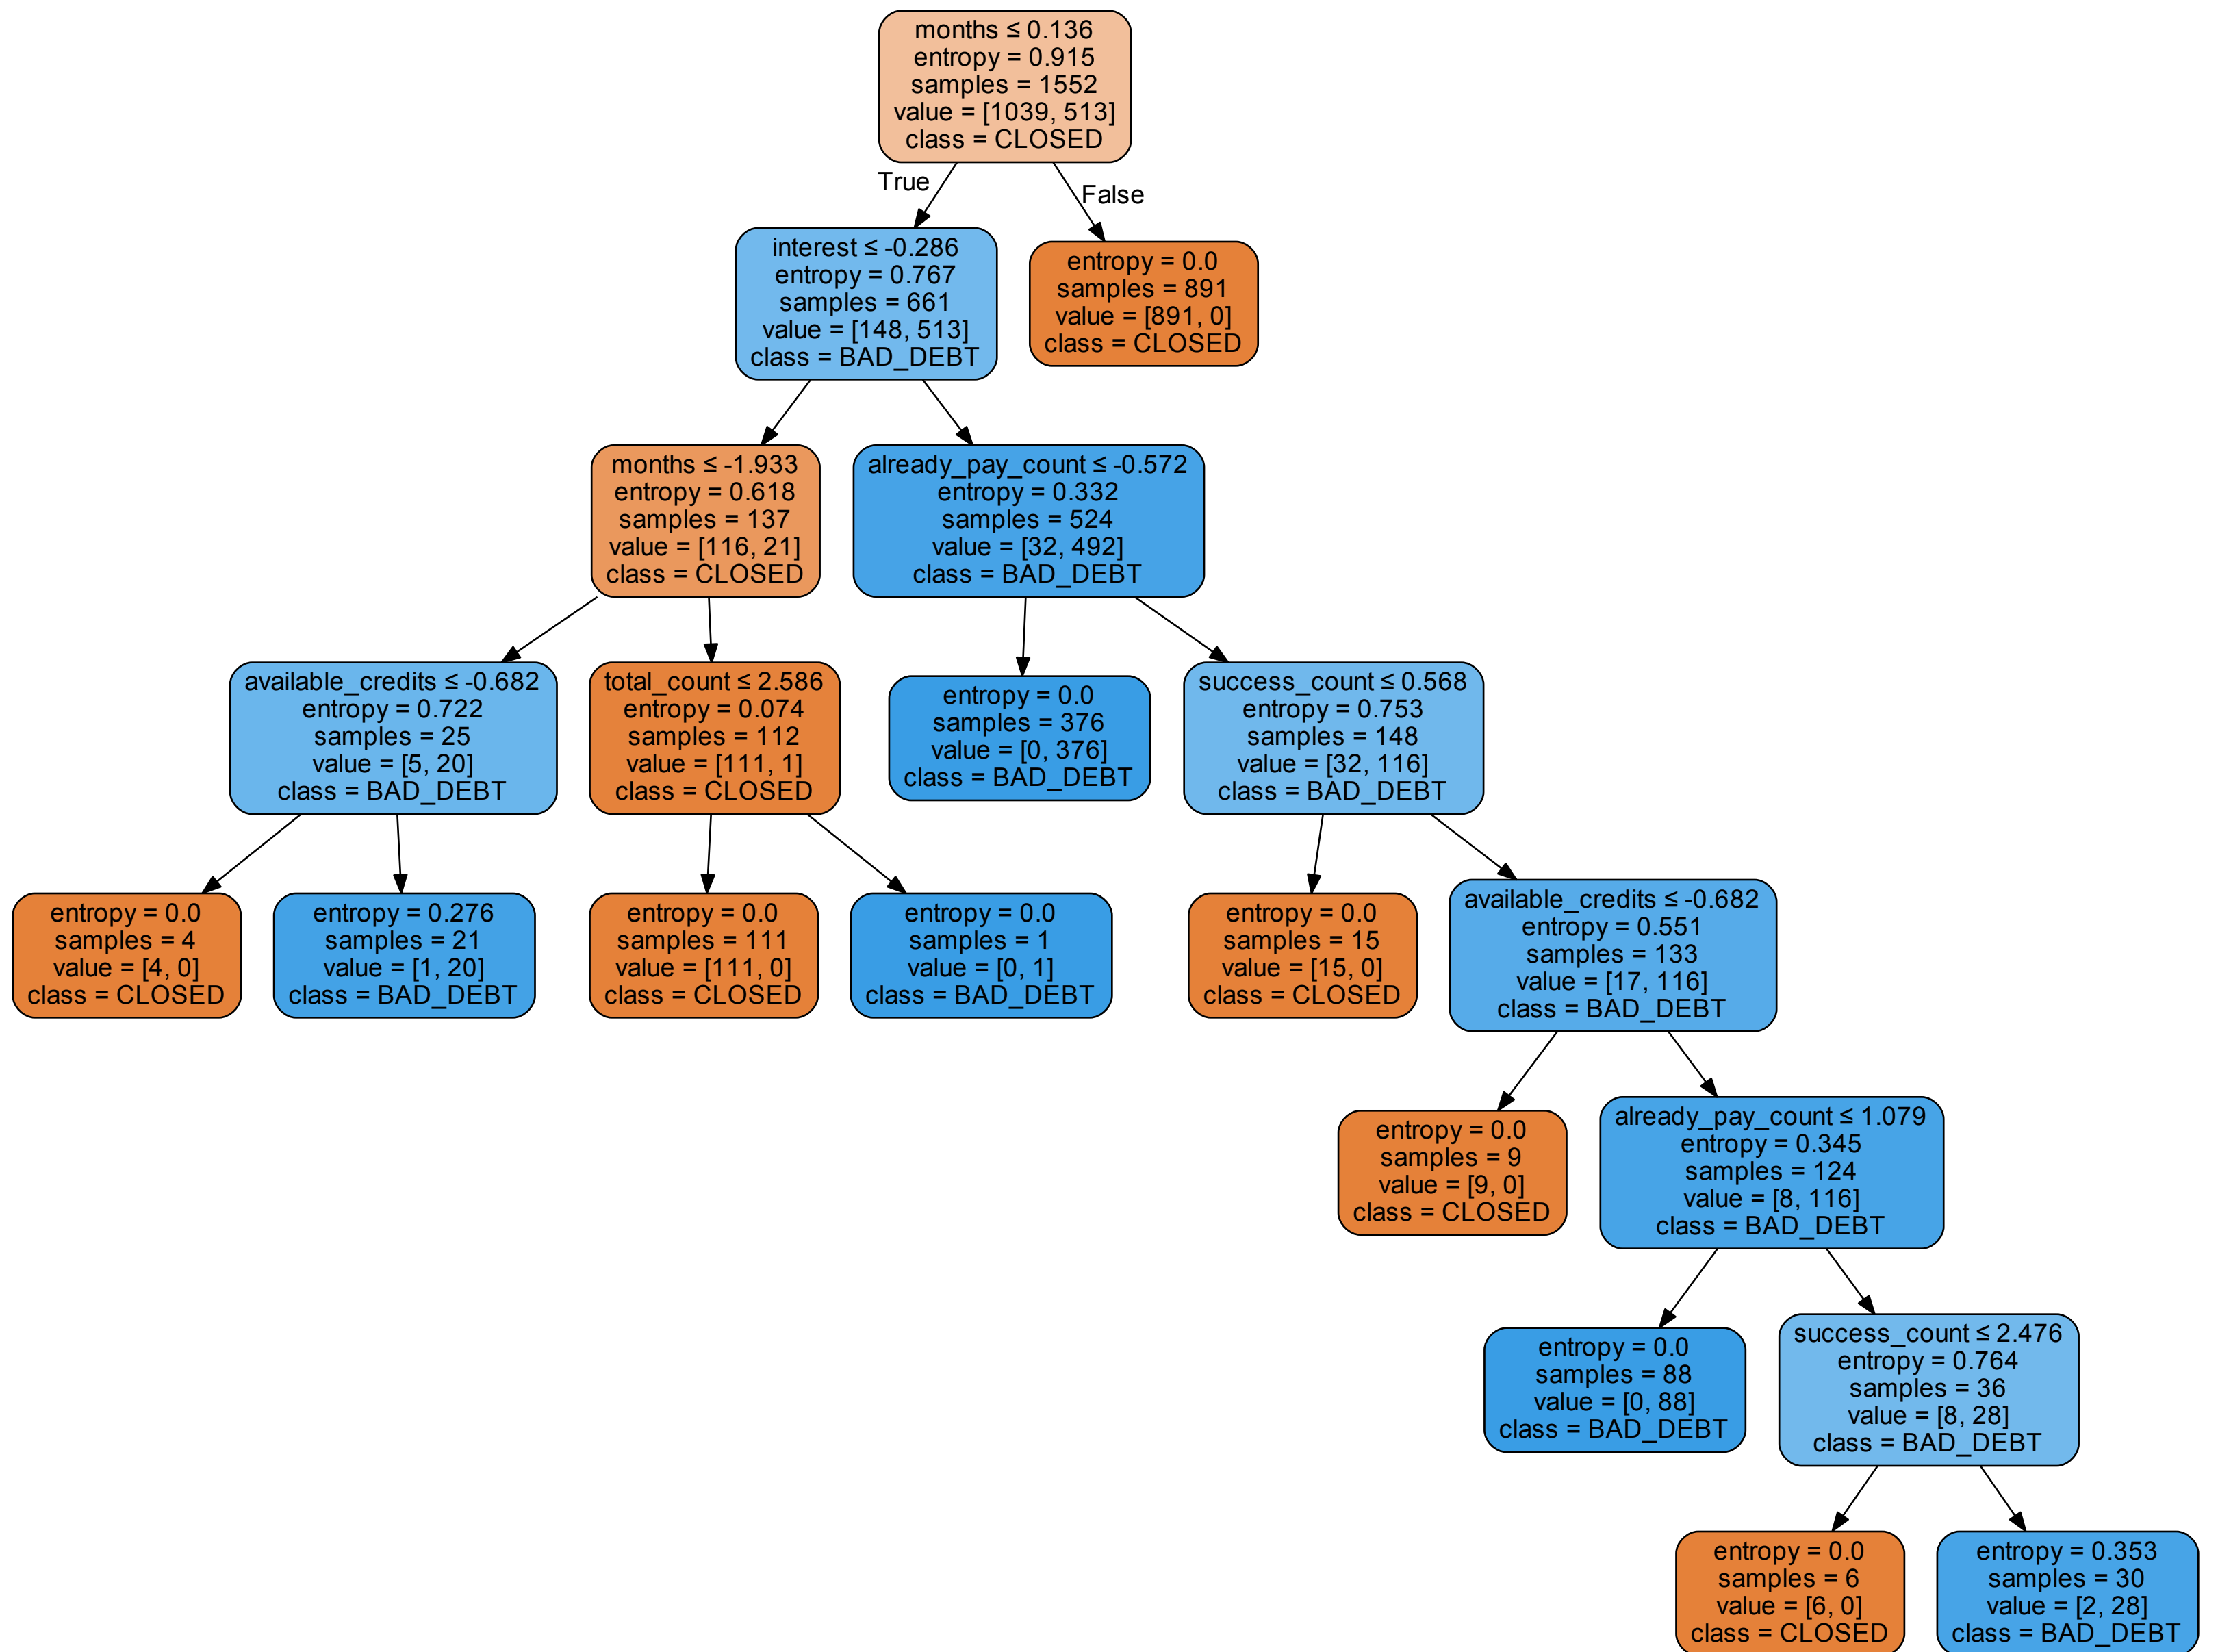 months ≤ 0.136
entropy = 0.915
samples = 1552
value = [1039, 513]
class = CLOSED
True
False
interest ≤ -0.286
entropy = 0.767
samples = 661
value = [148, 513]
class = BAD_DEBT
entropy = 0.0
samples = 891
value = [891, 0]
class = CLOSED
months ≤ -1.933
entropy = 0.618
samples = 137
value = [116, 21]
class = CLOSED
already_pay_count ≤ -0.572
entropy = 0.332
samples = 524
value = [32, 492]
class = BAD_DEBT
available_credits ≤ -0.682
entropy = 0.722
samples = 25
value = [5, 20]
class = BAD_DEBT
total_count ≤ 2.586
entropy = 0.074
samples = 112
value = [111, 1]
class = CLOSED
entropy = 0.0
samples = 376
value = [0, 376]
class = BAD_DEBT
success_count ≤ 0.568
entropy = 0.753
samples = 148
value = [32, 116]
class = BAD_DEBT
entropy = 0.0
samples = 4
value = [4, 0]
class = CLOSED
entropy = 0.276
samples = 21
value = [1, 20]
class = BAD_DEBT
entropy = 0.0
samples = 111
value = [111, 0]
class = CLOSED
entropy = 0.0
samples = 1
value = [0, 1]
class = BAD_DEBT
entropy = 0.0
samples = 15
value = [15, 0]
class = CLOSED
available_credits ≤ -0.682
entropy = 0.551
samples = 133
value = [17, 116]
class = BAD_DEBT
entropy = 0.0
samples = 9
value = [9, 0]
class = CLOSED
already_pay_count ≤ 1.079
entropy = 0.345
samples = 124
value = [8, 116]
class = BAD_DEBT
entropy = 0.0
samples = 88
value = [0, 88]
class = BAD_DEBT
success_count ≤ 2.476
entropy = 0.764
samples = 36
value = [8, 28]
class = BAD_DEBT
entropy = 0.0
samples = 6
value = [6, 0]
class = CLOSED
entropy = 0.353
samples = 30
value = [2, 28]
class = BAD_DEBT